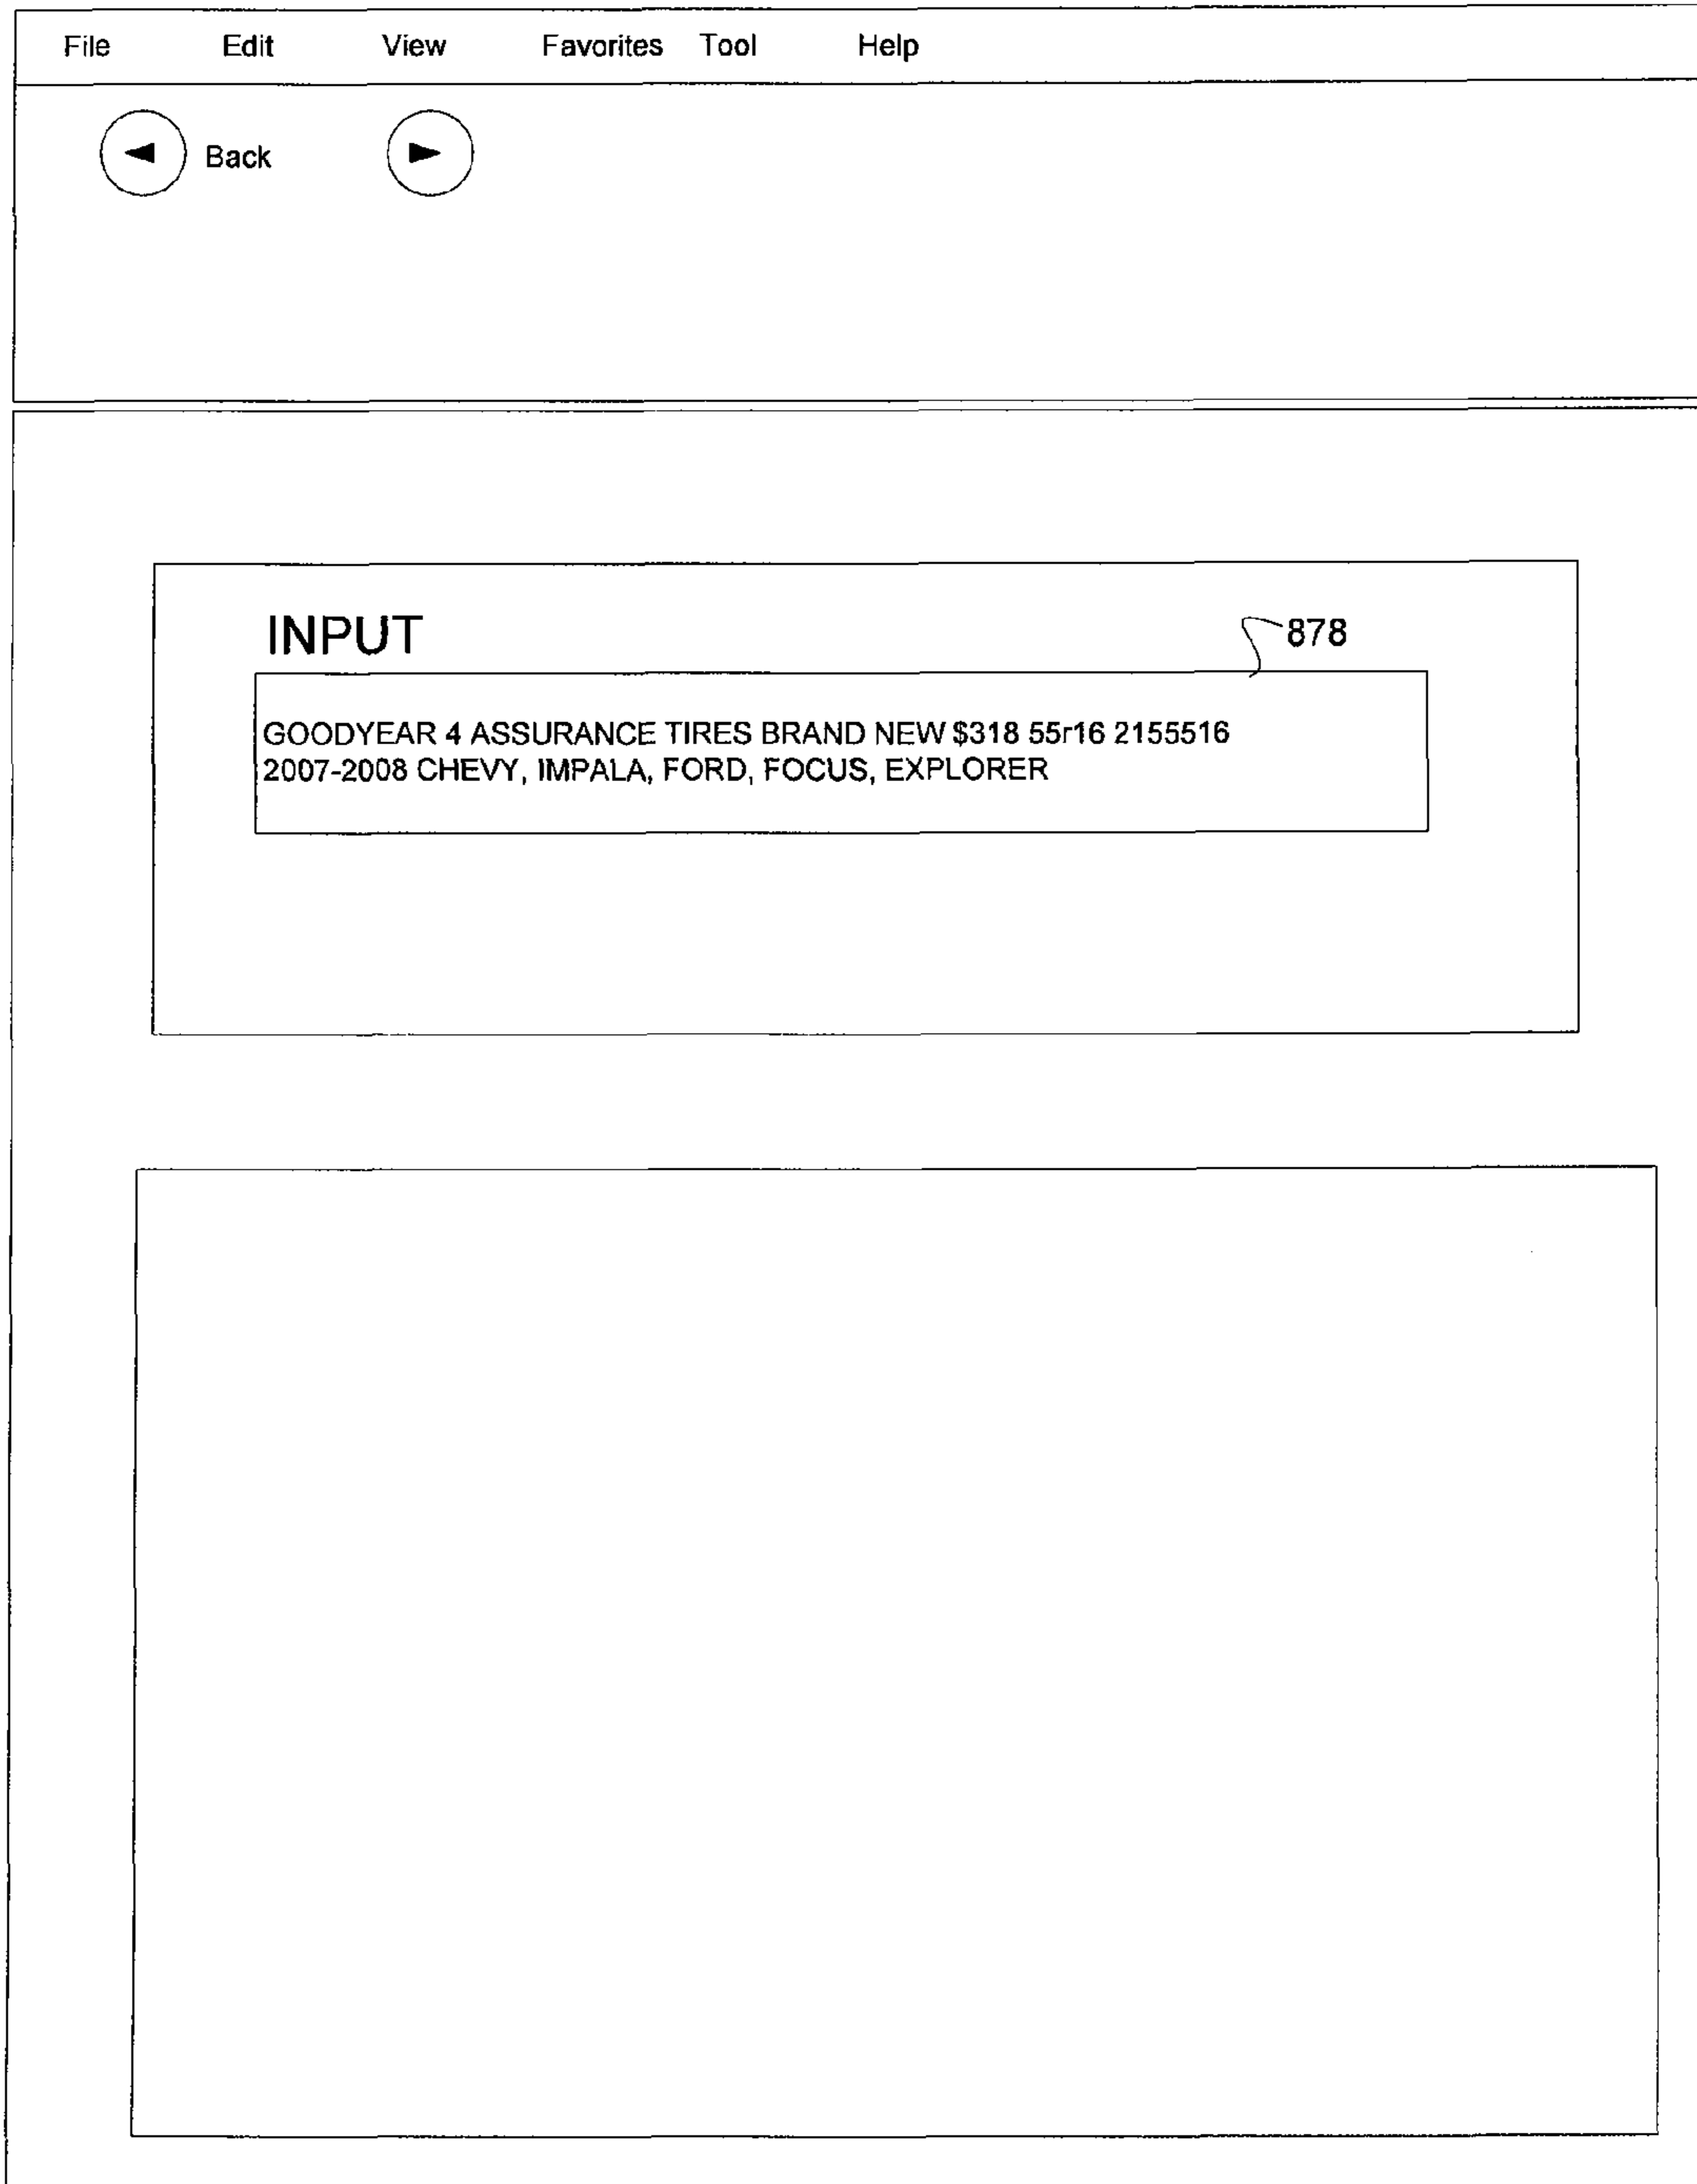 File Edit View Favorites Tool Help
Back
INPUT
878
GOODYEAR 4 ASSURANCE TIRES BRAND NEW $318 55r16 2155516
2007-2008 CHEVY, IMPALA, FORD, FOCUS, EXPLORER